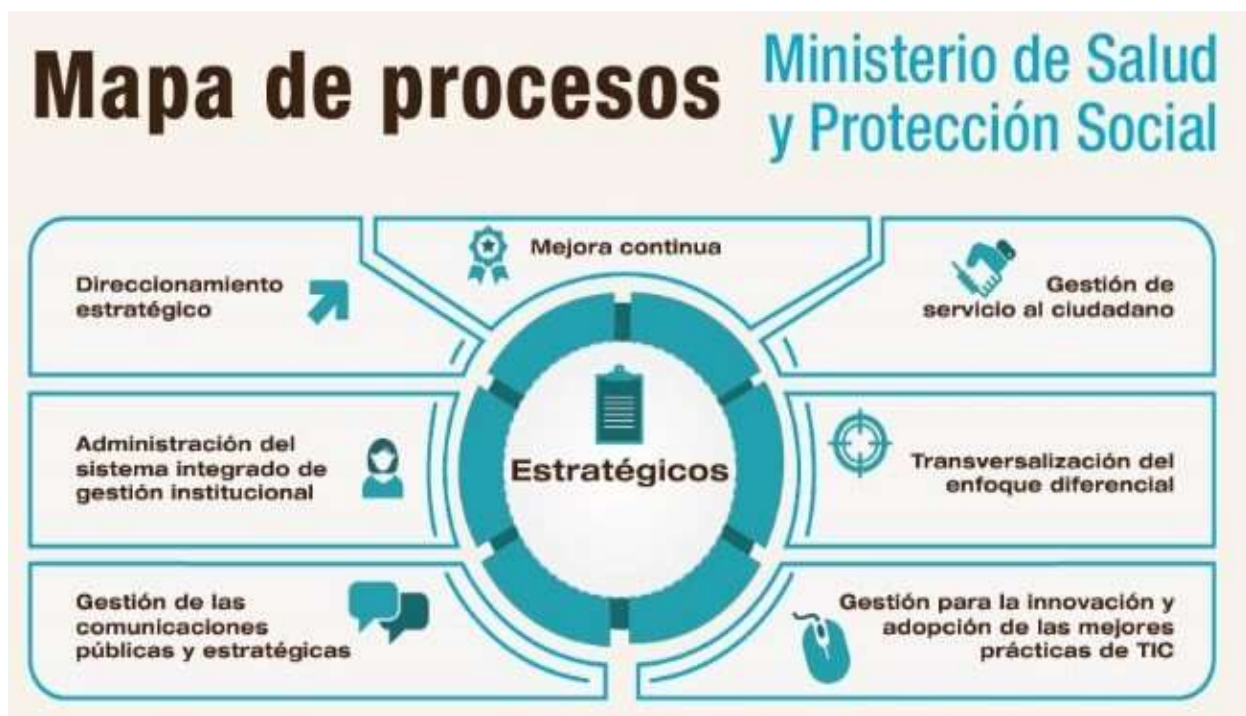 Mapa de procesos
Ministerio de Salud
y Protección Social
Mejora continua
Direccionamiento
estratégico
Gestión de
servicio al ciudadano
Estratégicos
Administración del
sistema integrado de
gestión institucional
Transversalización del
enfoque diferencial
Gestión de las
comunicaciones
públicas y estratégicas
Gestión para la innovación y
adopción de las mejores
prácticas de TIC